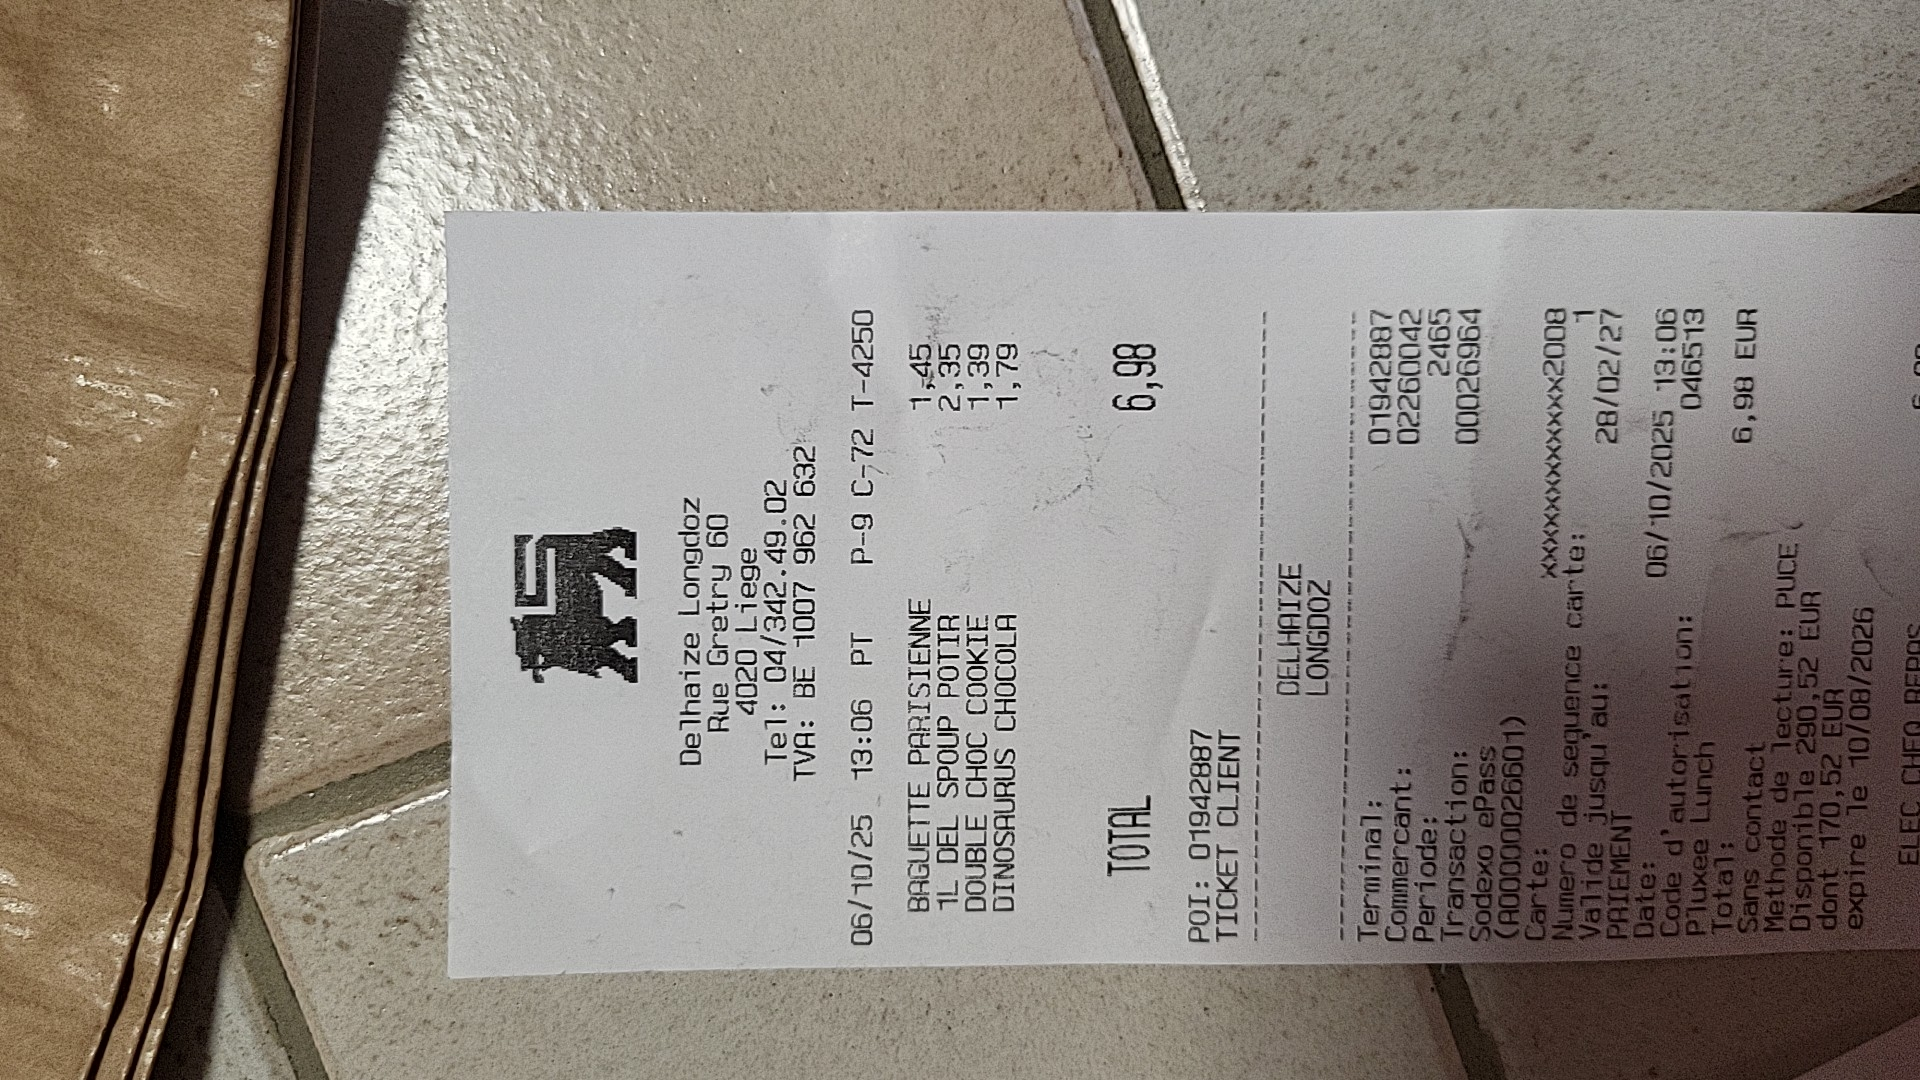 Delhaize Longdoz
Rue Gretry 60
4020 Liege
Tel: 04/342.49.02
TVA: BE 1007 962 632
06/10/25 13:06 PT P-9 C-72 T-4250
BAGUETTE PARISIENNE 1,45
1L DEL SPOUP POTIR 2,35
DOUBLE CHOC COOKIE 1,39
DINOSAURUS CHOCOLA 1,79
TOTAL 6,98
POI: 01942887
TICKET CLIENT
DELHAIZE
LONGDOZ
Terminal: 01942887
Commercant: 02260042
Periode: 2465
Transaction: 00026964
Sodexo ePass
(A0000026601)
Carte: xxxxxxxxxxxxxxx2008
Numero de sequence carte: 1
Valide jusqu'au: 28/02/27
PAIEMENT
Date: 06/10/2025 13:06
Code d'autorisation: 046513
Pluxee Lunch
Total: 6,98 EUR
Sans contact
Methode de lecture: PUCE
Disponible 290,52 EUR
dont 170,52 EUR
expire le 10/08/2026
ELEC CHEQ REPAS